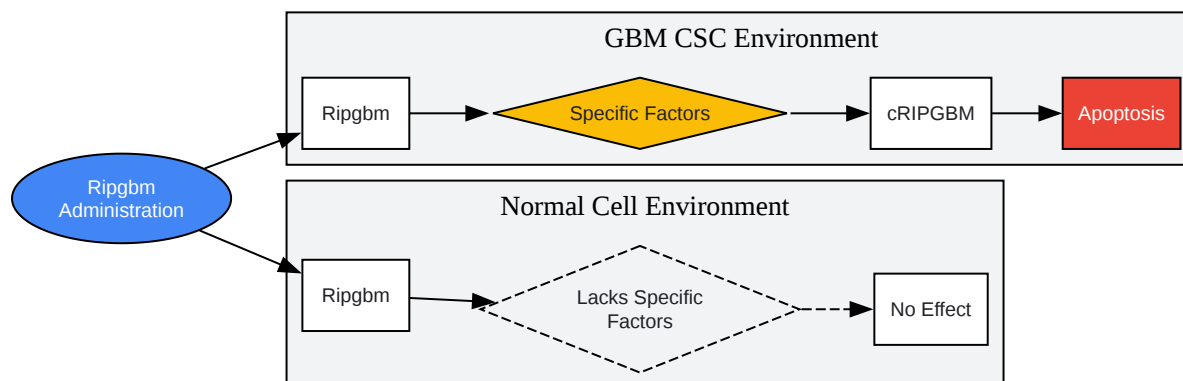 GBM CSC Environment
Ripgbm
Specific Factors
cRIPGBM
Apoptosis
Ripgbm
Administration
Normal Cell Environment
Ripgbm
Lacks Specific
Factors
No Effect